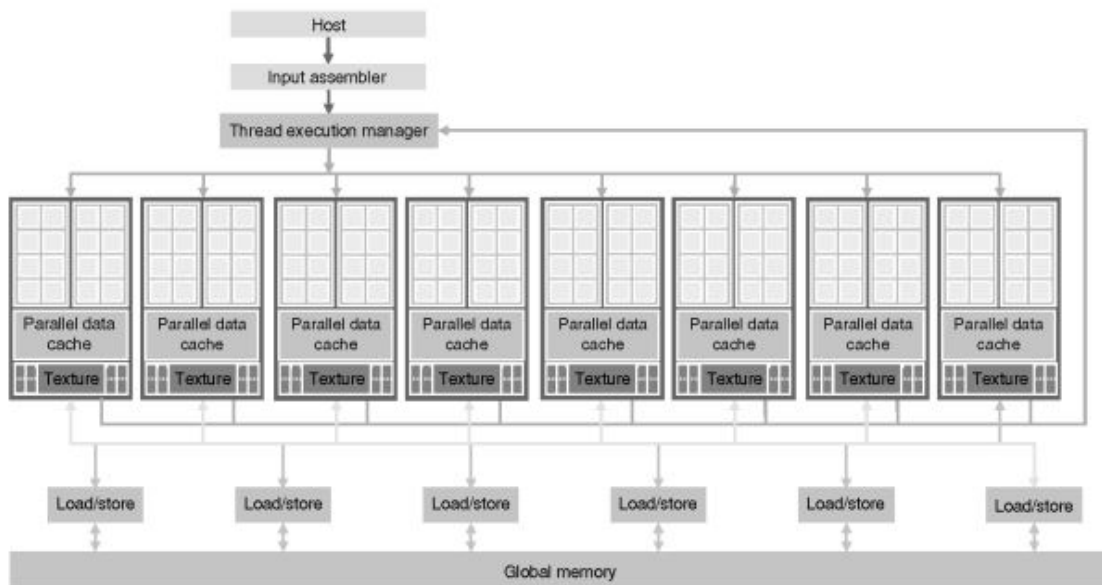 Host
Input assembler
Thread execution manager
Parallel data cache
Parallel data cache
Parallel data cache
Parallel data cache
Parallel data cache
Parallel data cache
Parallel data cache
Parallel data cache
Texture
Texture
Texture
Texture
Texture
Texture
Texture
Texture
Load/store
Load/store
Load/store
Load/store
Load/store
Load/store
Global memory